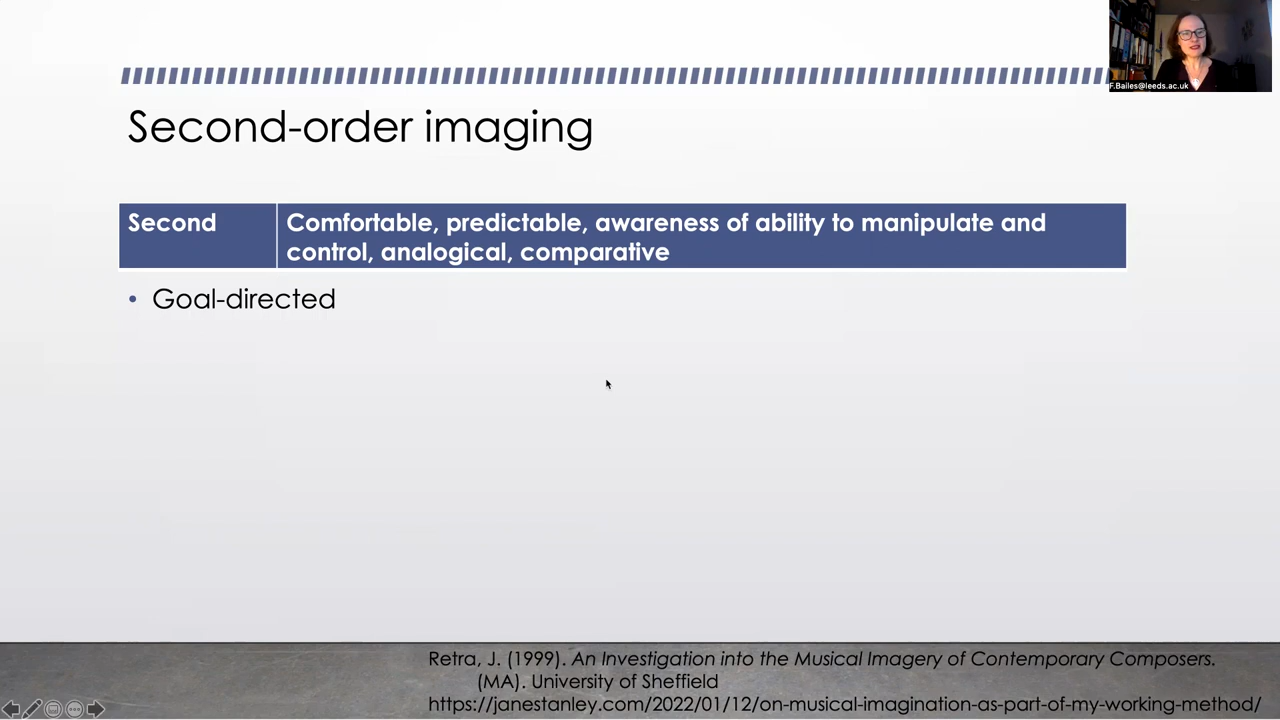 F.Bailes@leeds.ac.uk
Second-order imaging
Second
Comfortable, predictable, awareness of ability to manipulate and
control, analogical, comparative
• Goal-directed
Retra, J. (1999). An Investigation into the Musical Imagery of Contemporary Composers.
(MA). University of Sheffield
https://janestanley.com/2022/01/12/on-musical-imagination-as-part-of-my-working-method/